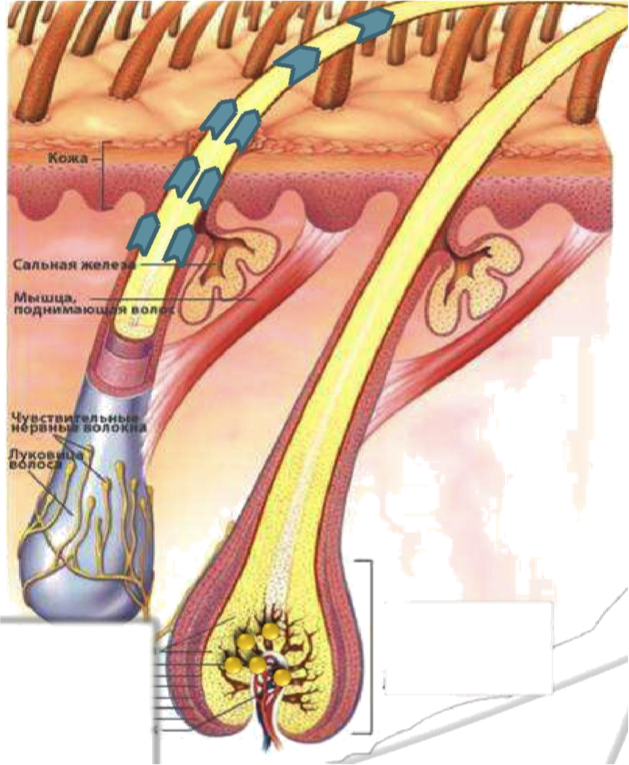 Кожа
Сальная железа
Мышца,
поднимающая волос
Чувствительные
нервные волокна
Луковица
волоса